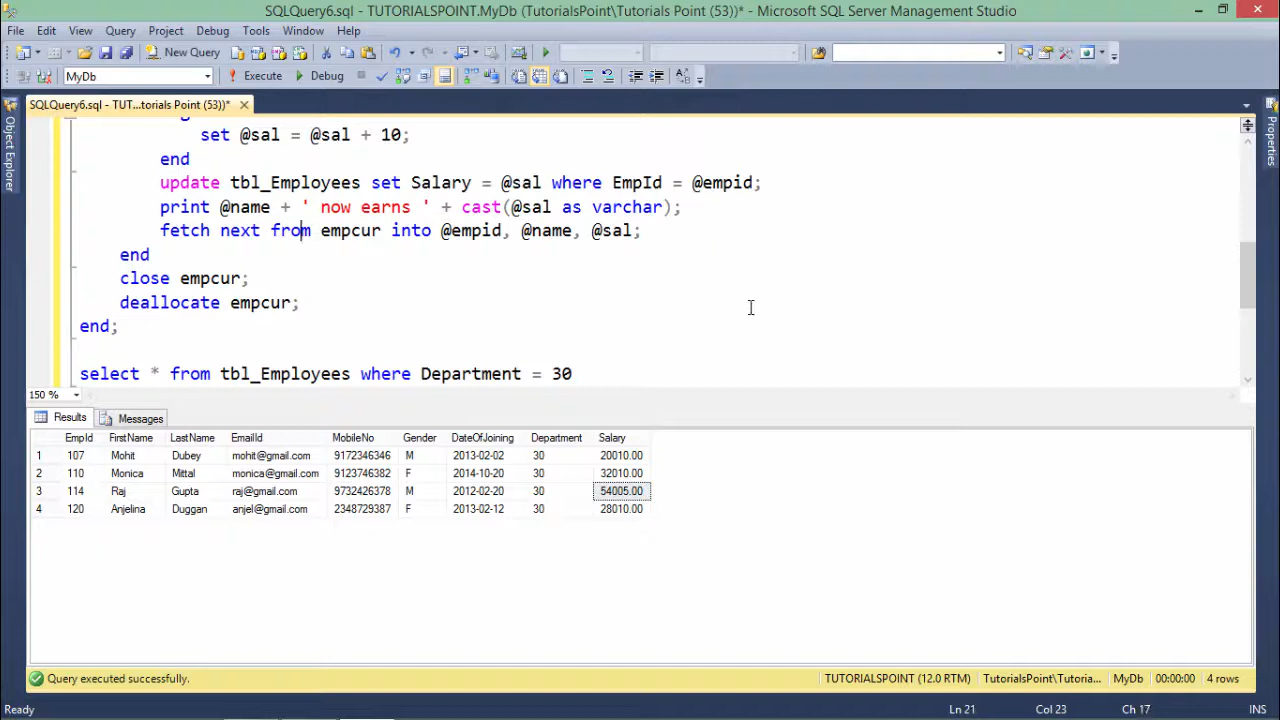 SQLQuery6.sql - TUTORIALSPOINT.MyDb (TutorialsPoint\Tutorials Point (53))* - Microsoft SQL Server Management Studio
File Edit View Query Project Debug Tools Window Help
New Query
MyDb Execute Debug
SQLQuery6.sql - TUT...torials Point (53))*
Object Explorer
Properties
set @sal = @sal + 10;
end
update tbl_Employees set Salary = @sal where EmpId = @empid;
print @name + ' now earns ' + cast(@sal as varchar);
fetch next from empcur into @empid, @name, @sal;
end
close empcur;
deallocate empcur;
end;
select * from tbl_Employees where Department = 30
150 %
Results Messages
EmpId FirstName LastName EmailId MobileNo Gender DateOfJoining Department Salary
1 107 Mohit Dubey mohit@gmail.com 9172346346 M 2013-02-02 30 20010.00
2 110 Monica Mittal monica@gmail.com 9123746382 F 2014-10-20 30 32010.00
3 114 Raj Gupta raj@gmail.com 9732426378 M 2012-02-20 30 54005.00
4 120 Anjelina Duggan anjel@gmail.com 2348729387 F 2013-02-12 30 28010.00
Query executed successfully. TUTORIALSPOINT (12.0 RTM) TutorialsPoint\Tutoria... MyDb 00:00:00 4 rows
Ready Ln 21 Col 23 Ch 17 INS